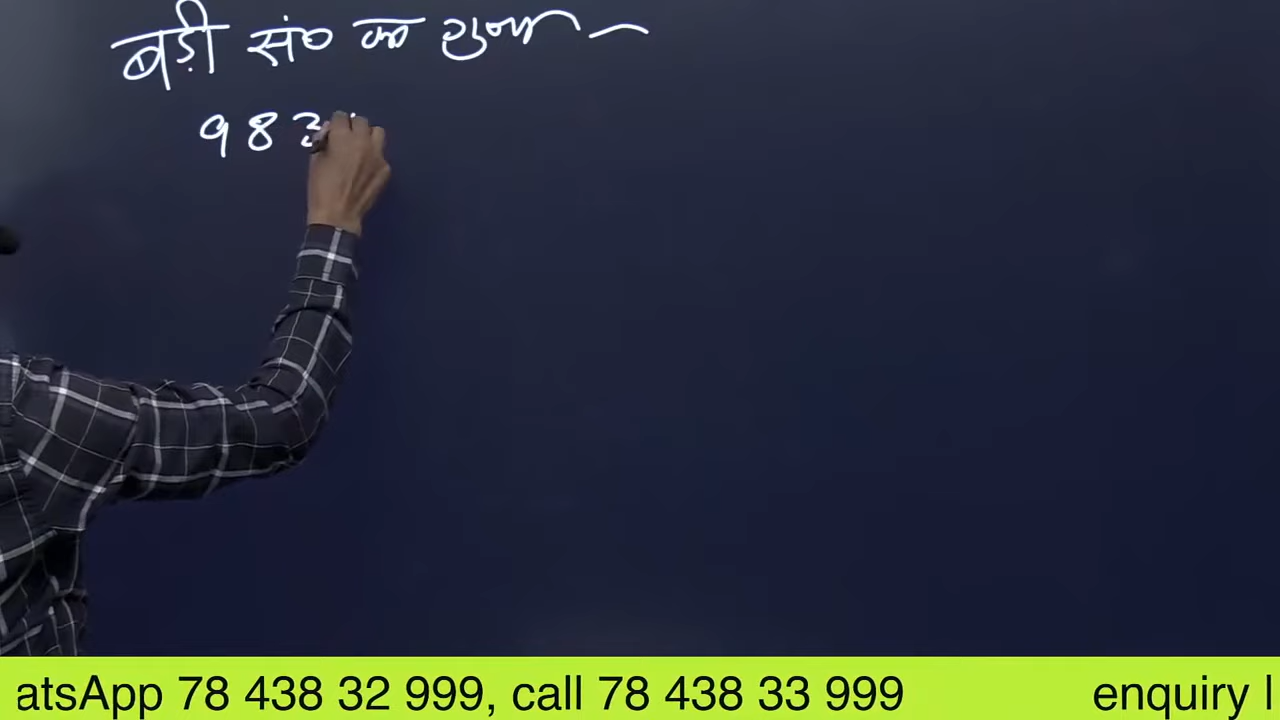 बड़ी सं० का गुणा –
983
atsApp 78 438 32 999, call 78 438 33 999 enquiry l